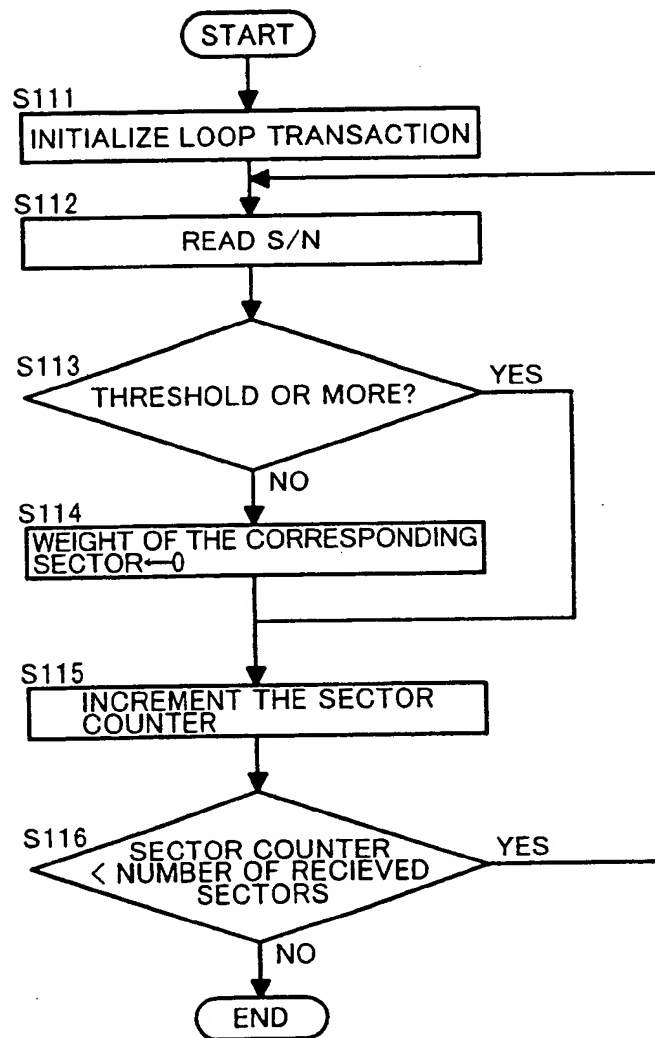 START
S111
INITIALIZE LOOP TRANSACTION
S112
READ S/N
S113
THRESHOLD OR MORE?
YES
NO
S114
WEIGHT OF THE CORRESPONDING
SECTOR←0
S115
INCREMENT THE SECTOR
COUNTER
S116
SECTOR COUNTER
< NUMBER OF RECIEVED
SECTORS
YES
NO
END